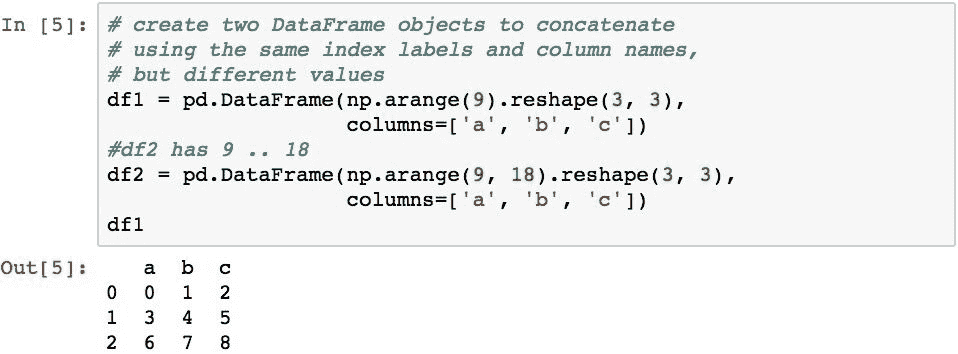 In [5]: # create two DataFrame objects to concatenate
# using the same index labels and column names,
# but different values
df1 = pd.DataFrame(np.arange(9).reshape(3, 3),
columns=['a', 'b', 'c'])
#df2 has 9 .. 18
df2 = pd.DataFrame(np.arange(9, 18).reshape(3, 3),
columns=['a', 'b', 'c'])
df1
Out[5]: a b c
0 0 1 2
1 3 4 5
2 6 7 8